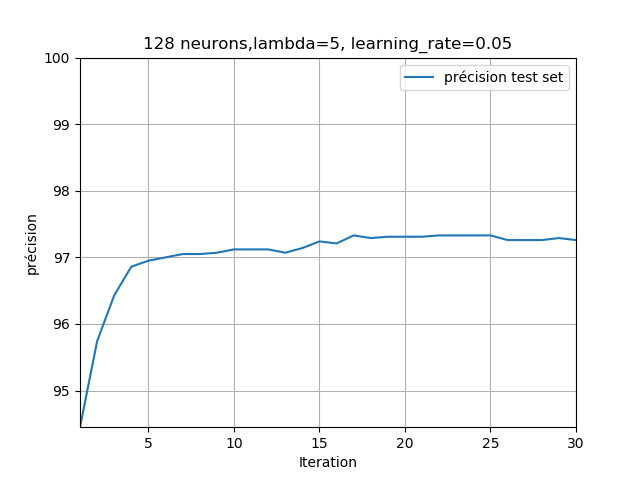 128 neurons,lambda=5, learning_rate=0.05
précision test set
100
99
98
97
96
95
précision
5 10 15 20 25 30
Iteration